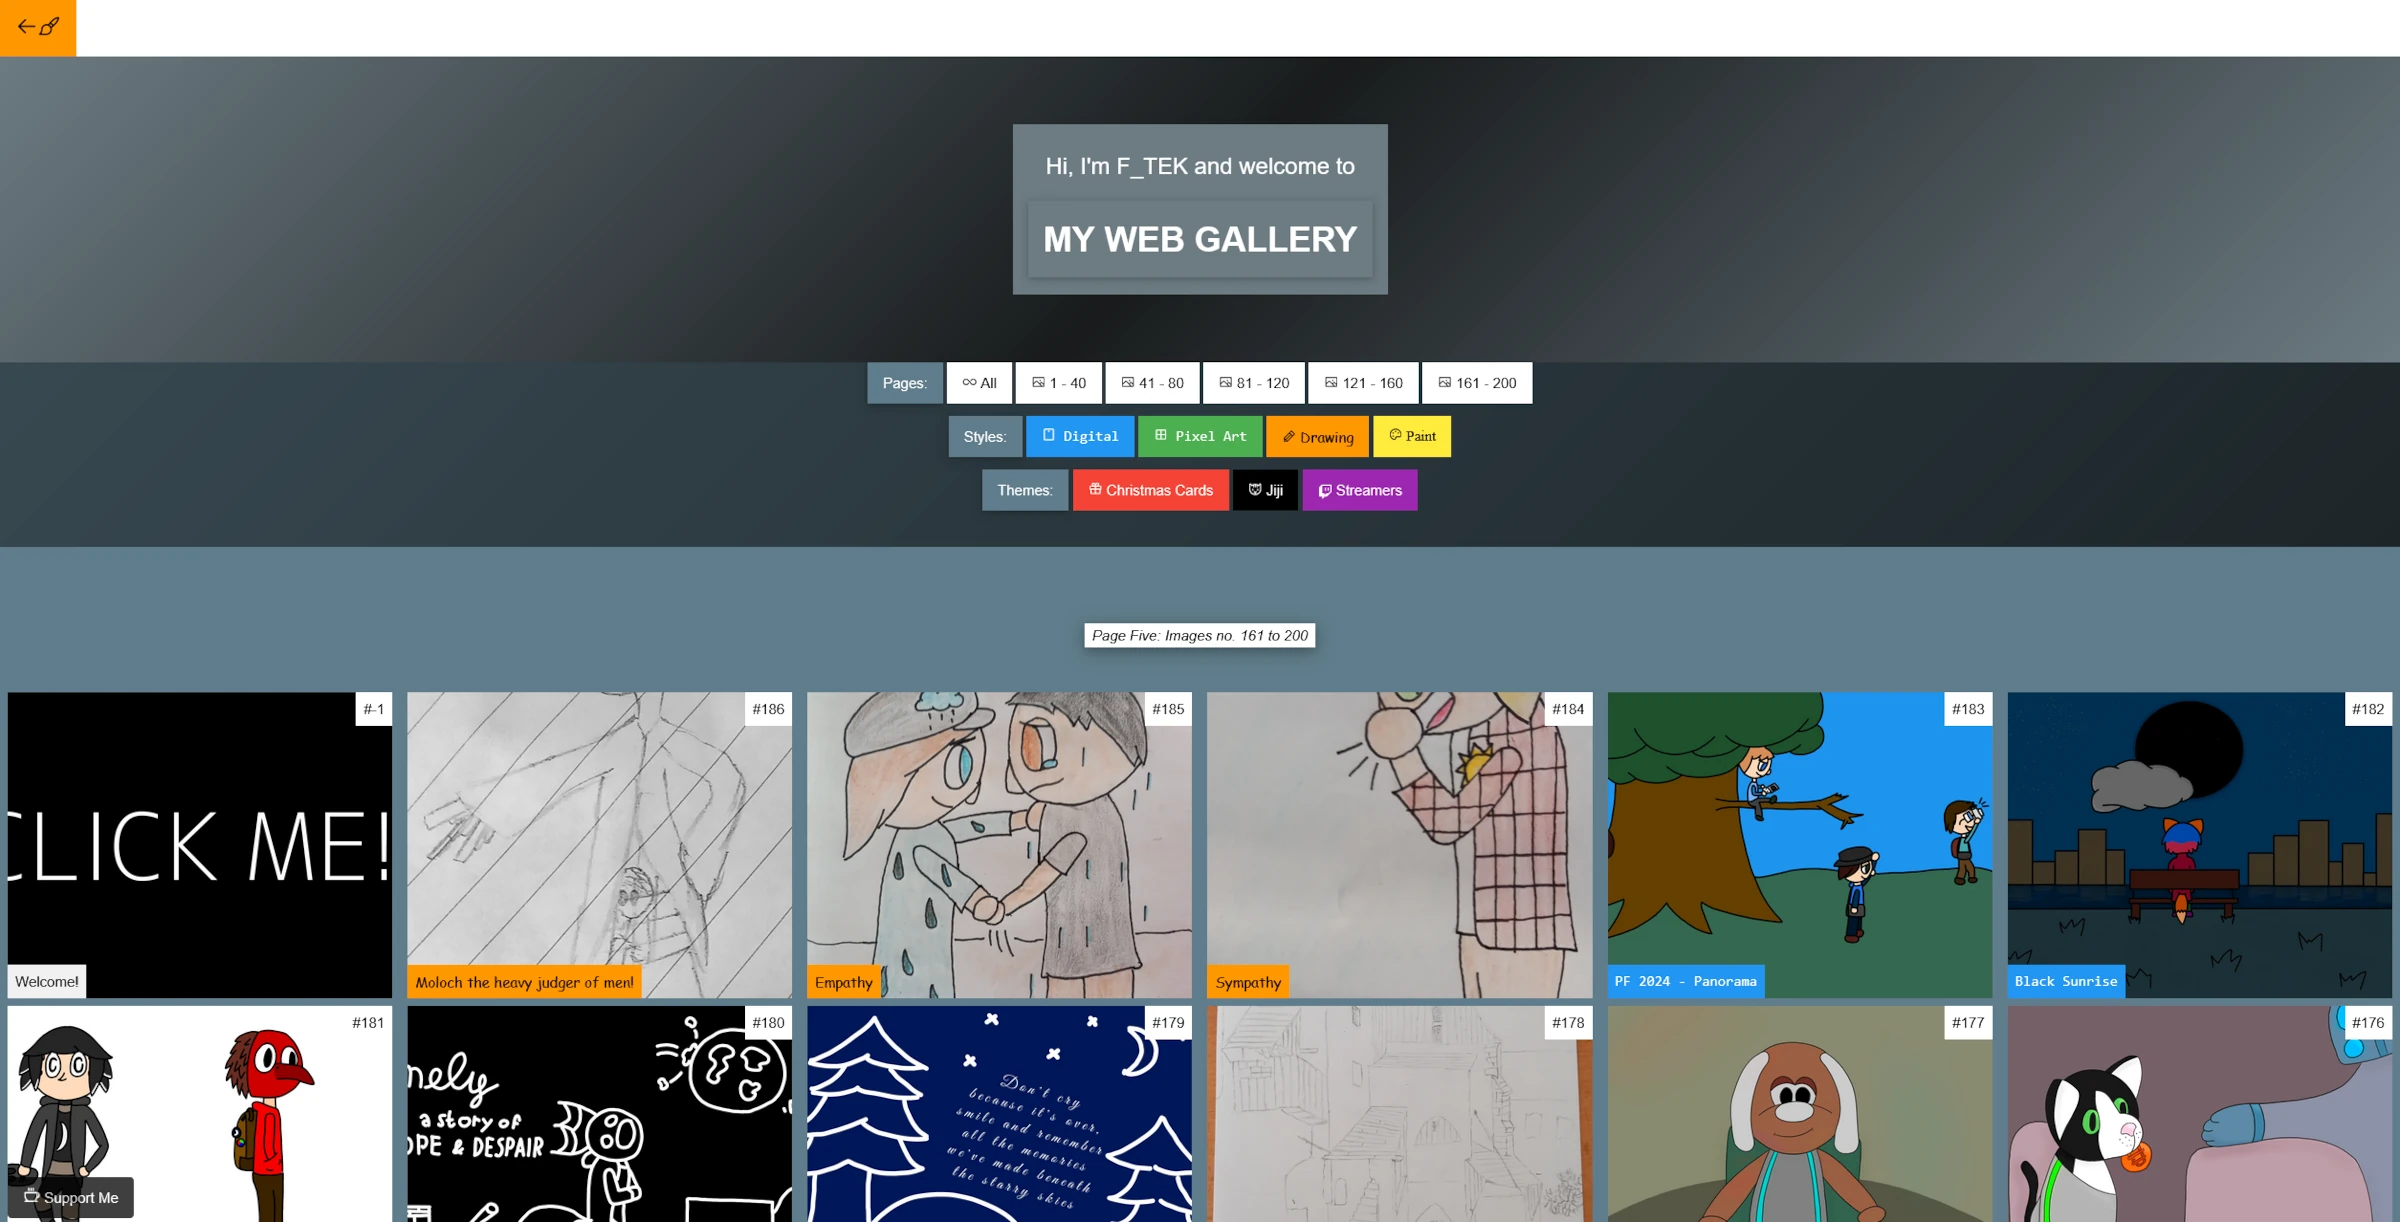 Hi, I'm F_TEK and welcome to
MY WEB GALLERY
Pages: All 1 - 40 41 - 80 81 - 120 121 - 160 161 - 200
Styles: Digital Pixel Art Drawing Paint
Themes: Christmas Cards Jiji Streamers
Page Five: Images no. 161 to 200
#-1
CLICK ME!
Welcome!
#186
Moloch the heavy judger of men!
#185
Empathy
#184
Sympathy
#183
PF 2024 - Panorama
#182
Black Sunrise
#181
Support Me
#180
nely
a story of
OPE & DESPAIR
#179
Don't cry
because it's over,
smile and remember
all the memories
we've made beneath
the starry skies
#178
#177
#176